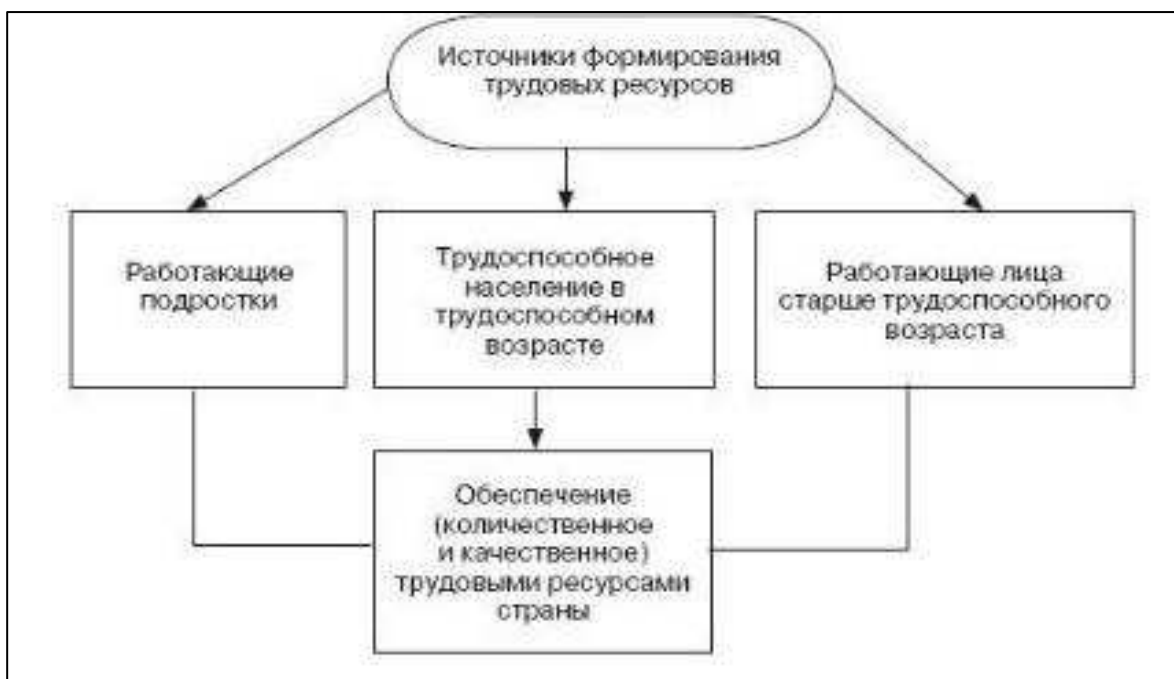 Источники формирования
трудовых ресурсов
Работающие
подростки
Трудоспособное
население в
трудоспособном
возрасте
Работающие лица
старше трудоспособного
возраста
Обеспечение
(количественное
и качественное)
трудовыми ресурсами
страны